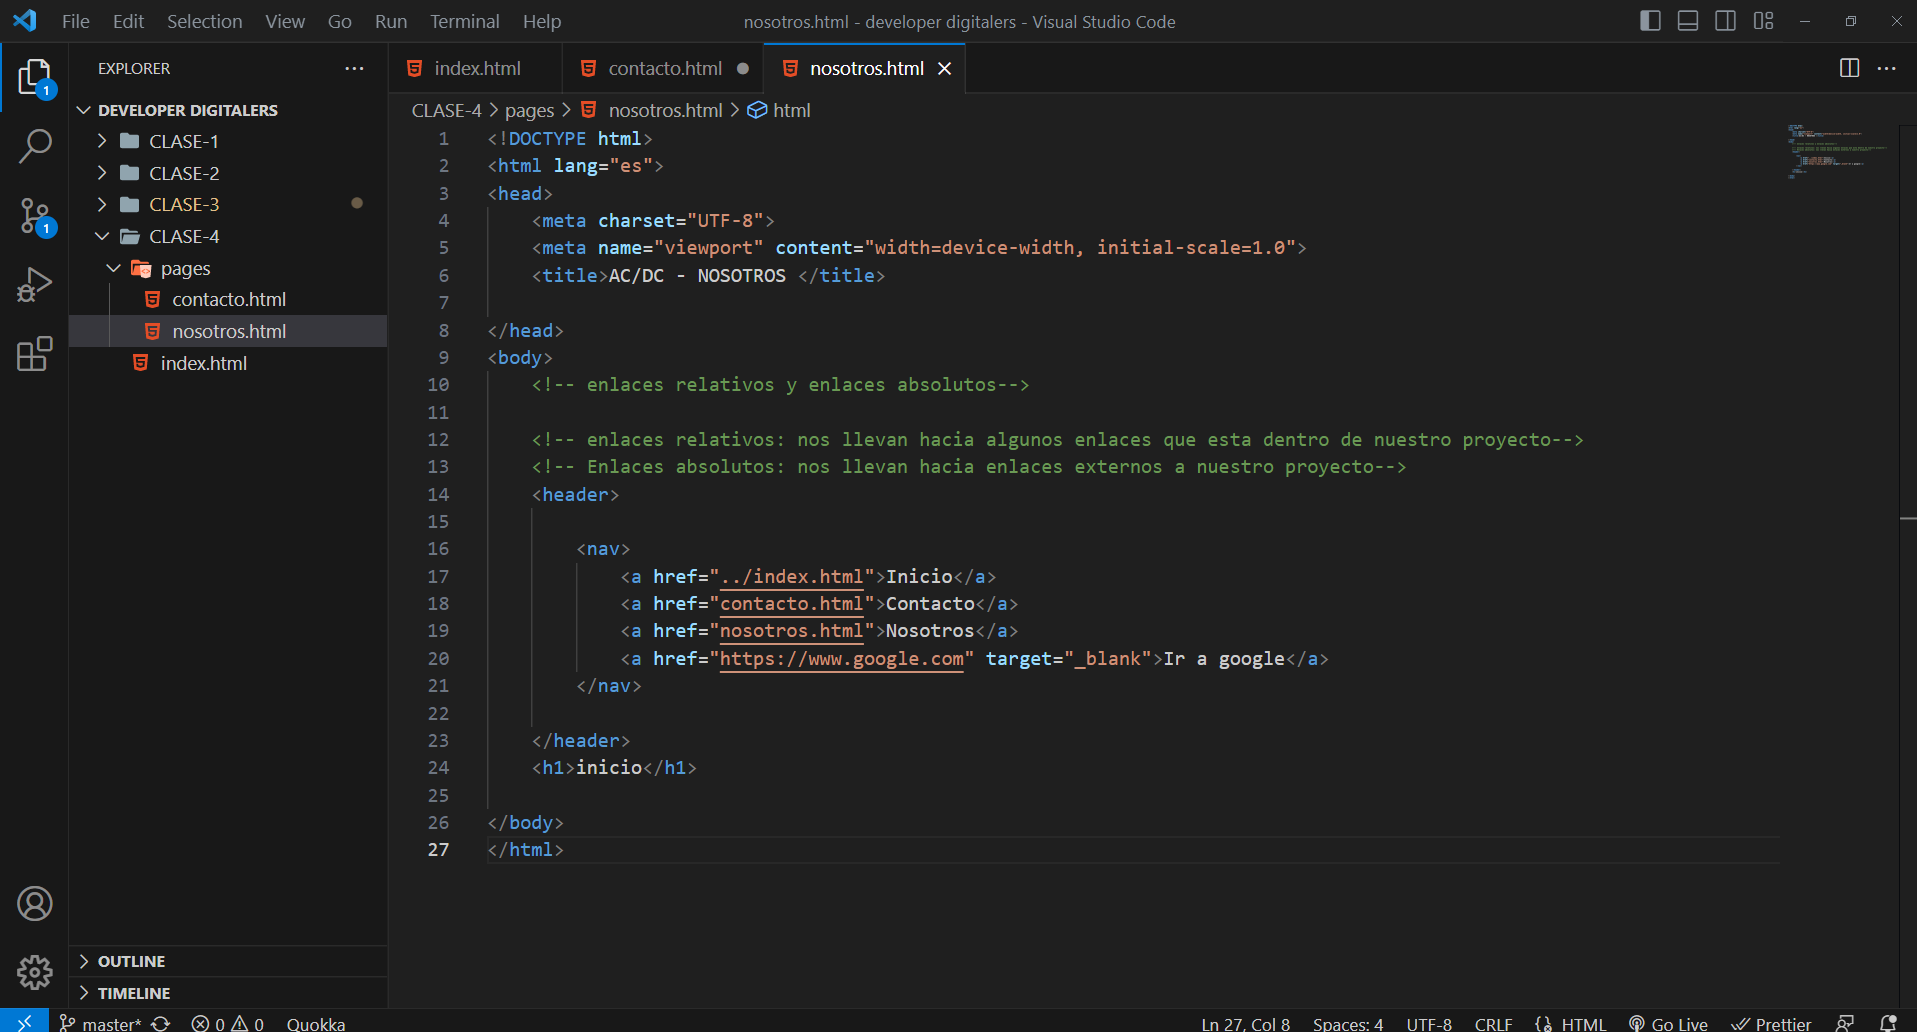 File Edit Selection View Go Run Terminal Help
nosotros.html - developer digitalers - Visual Studio Code
EXPLORER
DEVELOPER DIGITALERS
CLASE-1
CLASE-2
CLASE-3
CLASE-4
pages
contacto.html
nosotros.html
index.html
OUTLINE
TIMELINE
1
1
index.html contacto.html nosotros.html
CLASE-4 > pages > nosotros.html > html
1 <!DOCTYPE html>
2 <html lang="es">
3 <head>
4 <meta charset="UTF-8">
5 <meta name="viewport" content="width=device-width, initial-scale=1.0">
6 <title>AC/DC - NOSOTROS </title>
7
8 </head>
9 <body>
10 <!-- enlaces relativos y enlaces absolutos-->
11
12 <!-- enlaces relativos: nos llevan hacia algunos enlaces que esta dentro de nuestro proyecto-->
13 <!-- Enlaces absolutos: nos llevan hacia enlaces externos a nuestro proyecto-->
14 <header>
15
16 <nav>
17 <a href="../index.html">Inicio</a>
18 <a href="contacto.html">Contacto</a>
19 <a href="nosotros.html">Nosotros</a>
20 <a href="https://www.google.com" target="_blank">Ir a google</a>
21 </nav>
22
23 </header>
24 <h1>inicio</h1>
25
26 </body>
27 </html>
master* 0 0 Quokka Ln 27, Col 8 Spaces: 4 UTF-8 CRLF HTML Go Live Prettier